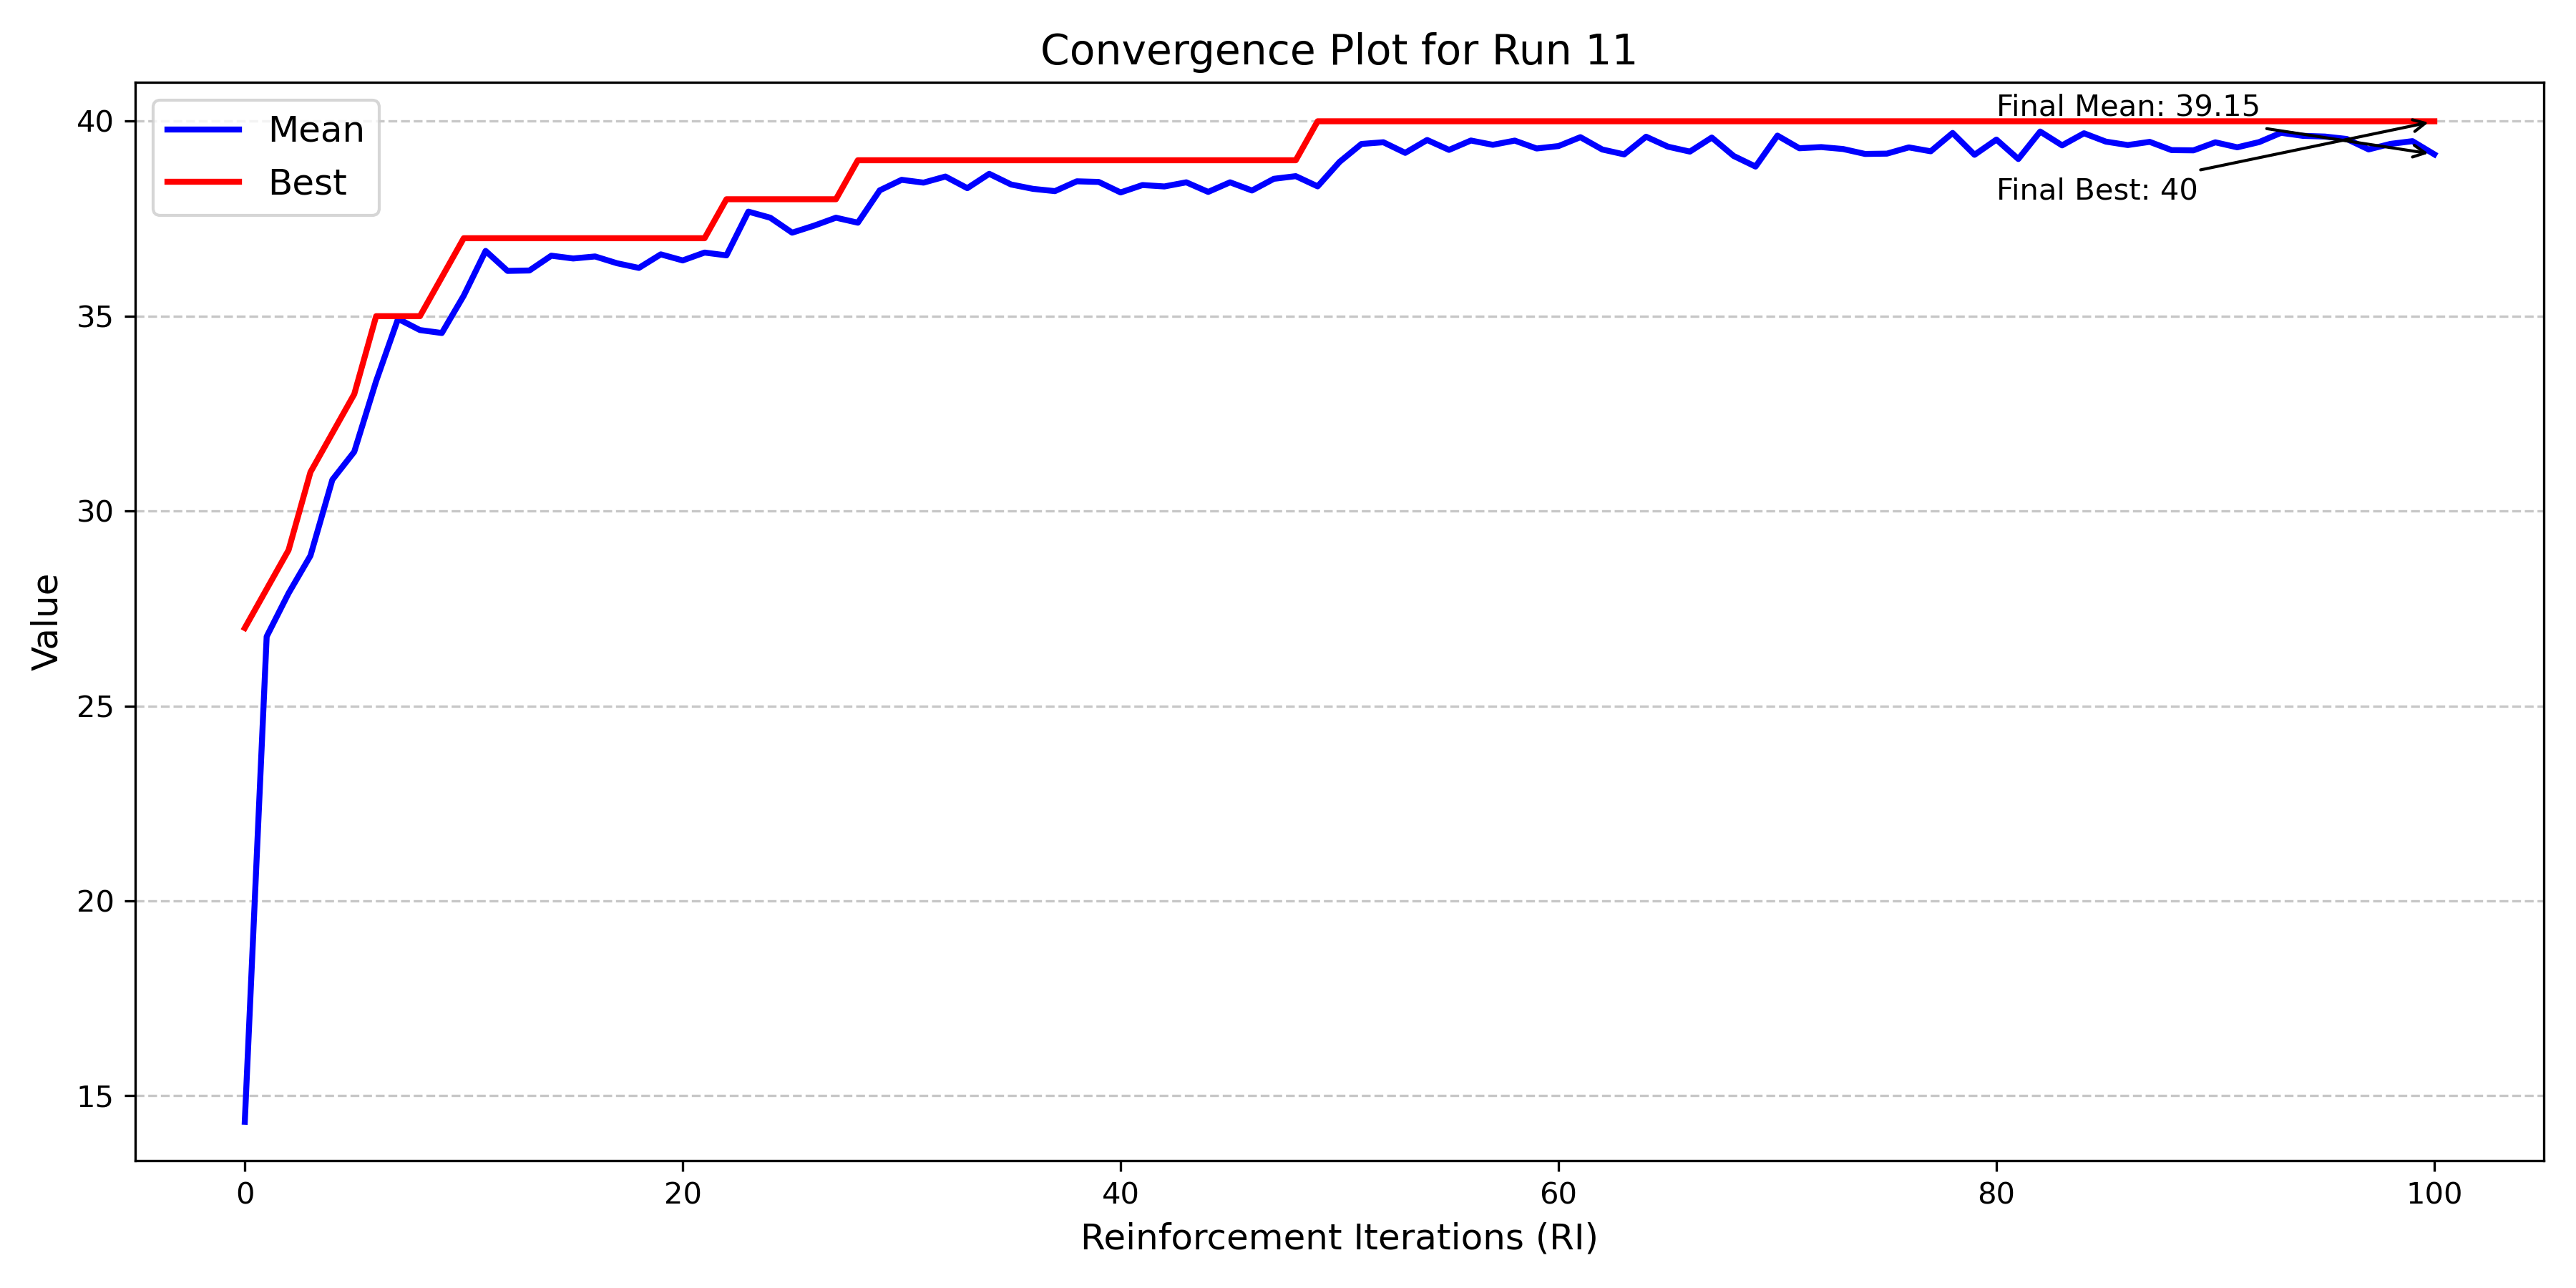 Convergence Plot for Run 11
Mean
Best
Final Mean: 39.15
Final Best: 40
Value
40
35
30
25
20
15
0 20 40 60 80 100
Reinforcement Iterations (RI)